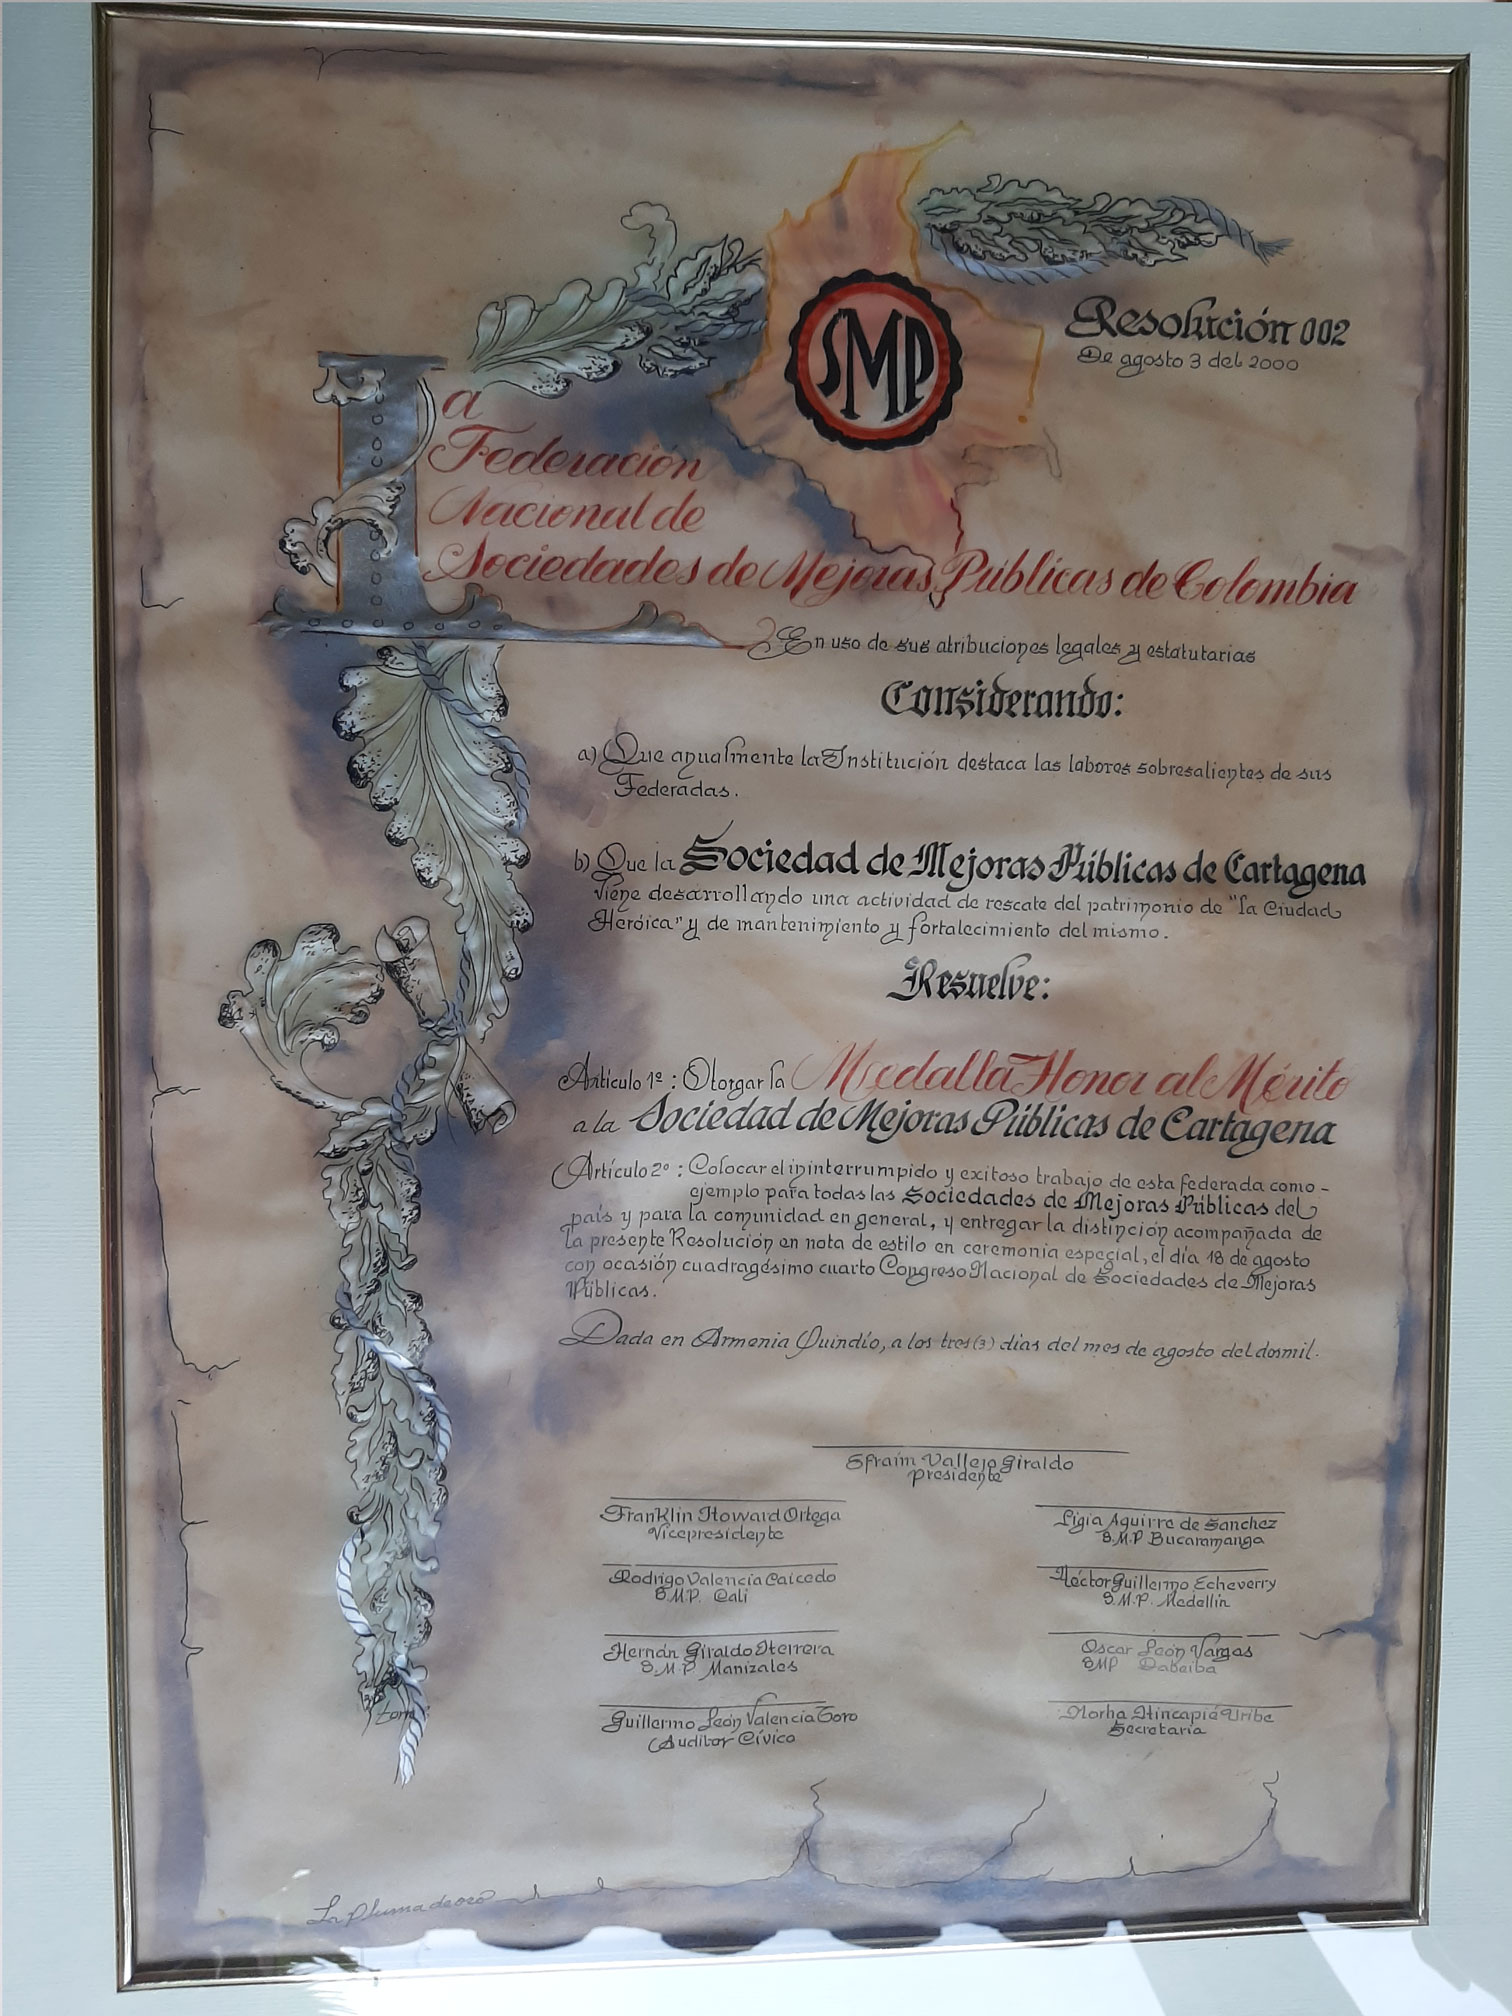 SMP
Resolución 002
De agosto 3 del 2000
La
Federación
Nacional de
Sociedades de Mejoras Públicas de Colombia
En uso de sus atribuciones legales y estatutarias
Considerando:
a) Que anualmente la Institución destaca las labores sobresalientes de sus
Federadas.
b) Que la Sociedad de Mejoras Públicas de Cartagena
viene desarrollando una actividad de rescate del patrimonio de "la Ciudad
Heróica" y de mantenimiento y fortalecimiento del mismo.
Resuelve:
Artículo 1º: Otorgar la Medalla Honor al Mérito
a la Sociedad de Mejoras Públicas de Cartagena
Artículo 2º: Colocar el ininterrumpido y exitoso trabajo de esta federada como -
ejemplo para todas las Sociedades de Mejoras Públicas del
país y para la comunidad en general, y entregar la distinción acompañada de
la presente Resolución en nota de estilo en ceremonia especial, el día 18 de agosto
con ocasión cuadragésimo cuarto Congreso Nacional de Sociedades de Mejoras
Públicas.
Dada en Armenia Quindío, a los tres (3) dias del mes de agosto del dosmil.
Efraím Vallejo Giraldo
Presidente
Franklin Howard Ortega
Vicepresidente
Ligia Aguirre de Sanchez
S.M.P Bucaramanga
Rodrigo Valencia Caicedo
S.M.P. Cali
Héctor Guillermo Echeverry
S.M.P. Medellín
Hernán Giraldo Herrera
S.M.P Manizales
Oscar León Vargas
SMP Dabeiba
Guillermo León Valencia Toro
Auditor Cívico
Norha Hincapié Uribe
Secretaria
La pluma de oro